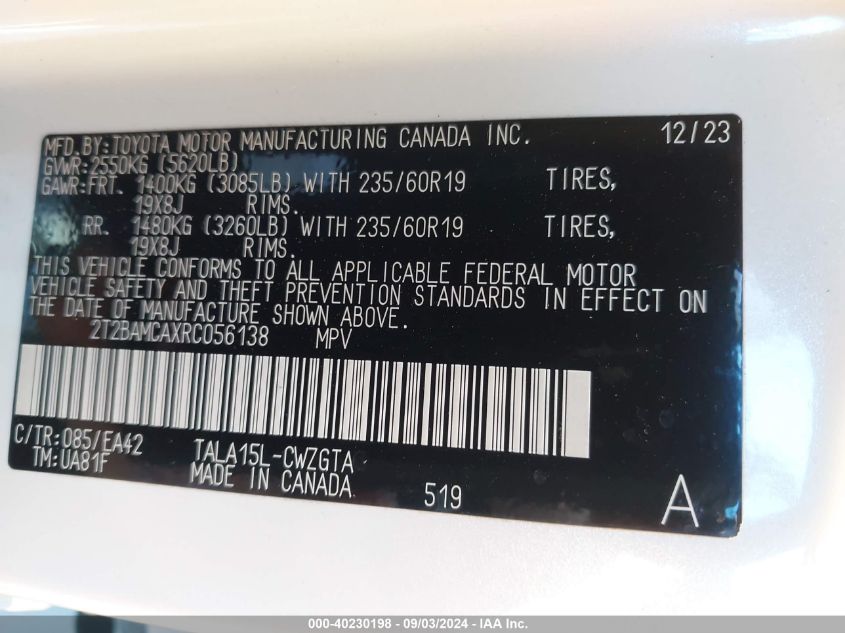 MFD.BY:TOYOTA MOTOR MANUFACTURING CANADA INC. 12/23
GVWR:2550KG (5620LB)
GAWR:FRT. 1400KG (3085LB) WITH 235/60R19 TIRES,
19X8J RIMS.
RR. 1480KG (3260LB) WITH 235/60R19 TIRES,
19X8J RIMS.
THIS VEHICLE CONFORMS TO ALL APPLICABLE FEDERAL MOTOR
VEHICLE SAFETY AND THEFT PREVENTION STANDARDS IN EFFECT ON
THE DATE OF MANUFACTURE SHOWN ABOVE.
2T2BAMCAXRC056138 MPV
C/TR:085/EA42 TALA15L-CWZGTA
TM:UA81F MADE IN CANADA 519 A
000-40230198 - 09/03/2024 - IAA Inc.